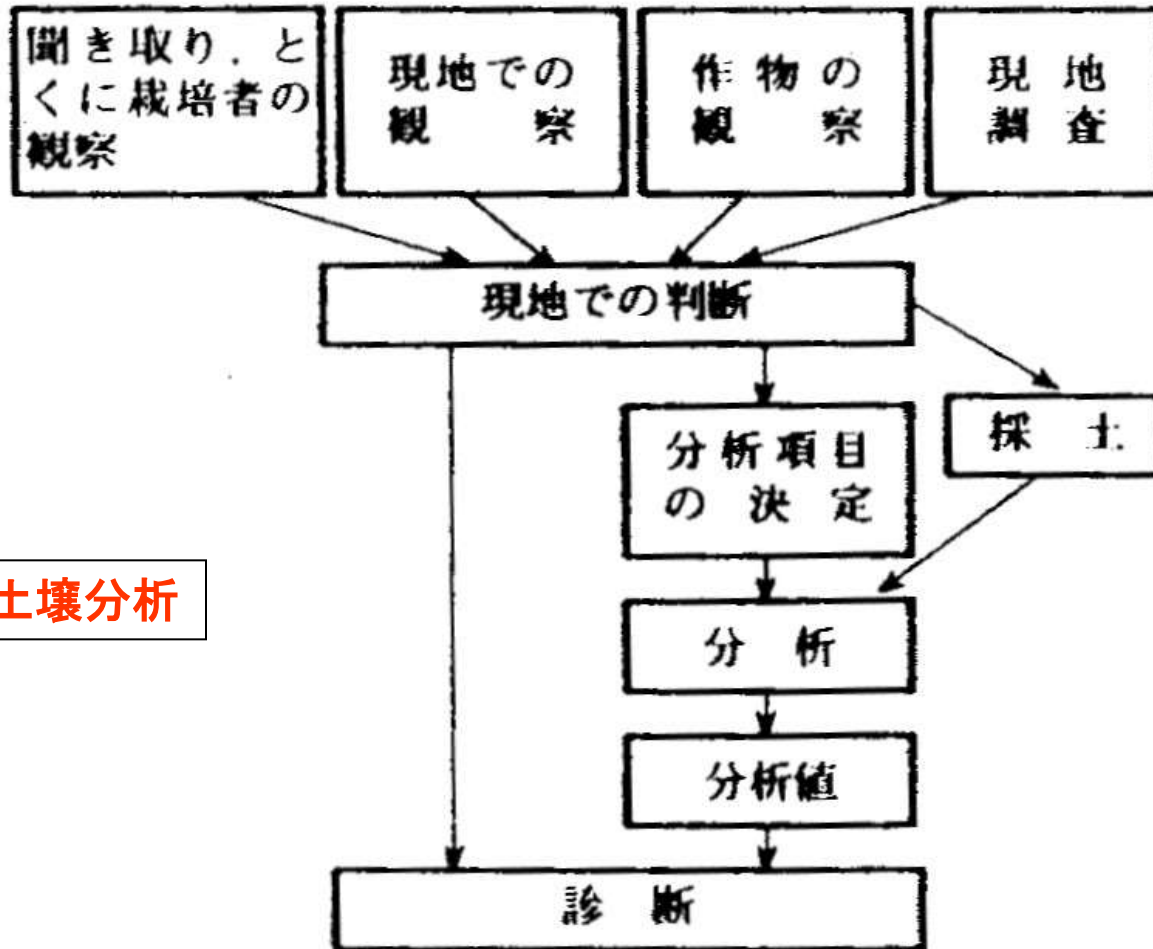 聞き取り．と
くに栽培者の
観察
現地での
観察
作物の
観察
現地
調査
現地での判断
分析項目
の決定
採土
土壌分析
分析
分析値
診断